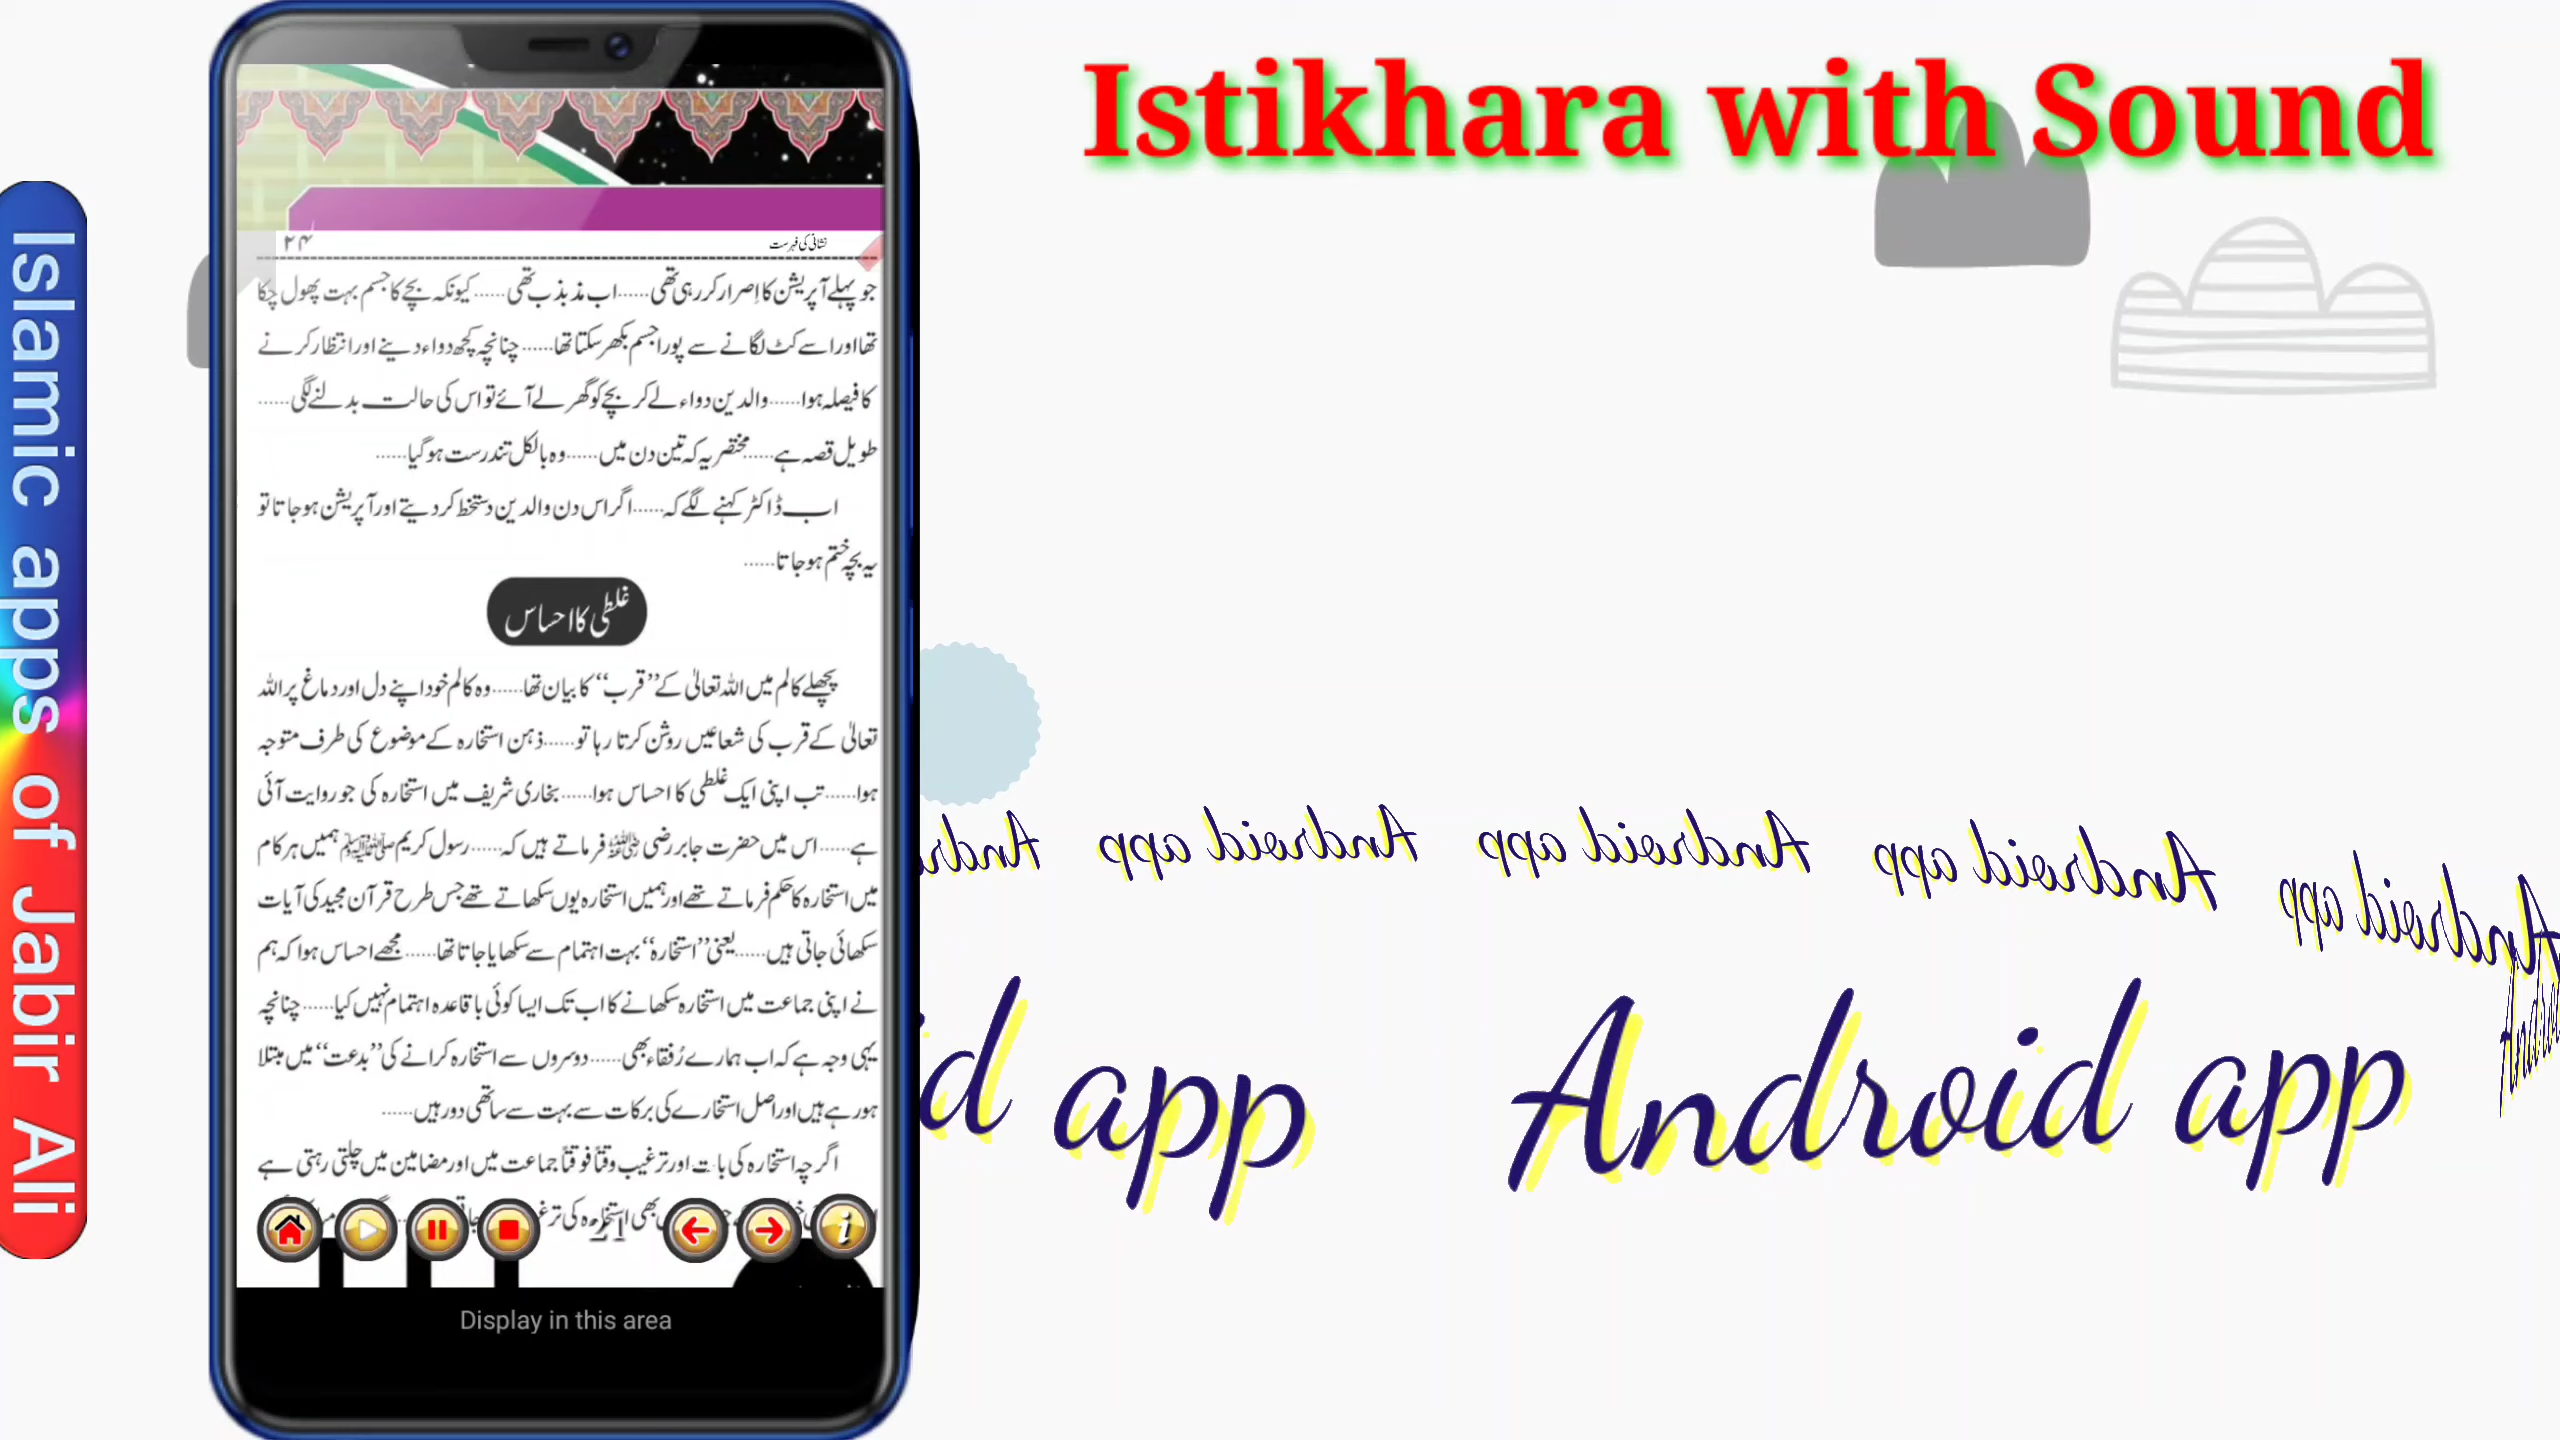 Istikhara with Sound
Islamic apps of Jabir Ali
نشانی کی فہرست
۲۴
جو پہلے آپریشن کا اِصرار کر رہی تھی......اب مذبذب تھی......کیونکہ بچے کا جسم بہت پھول چکا
تھا اور اسے کٹ لگانے سے پورا جسم بکھر سکتا تھا......چنانچہ کچھ دواء دینے اور انتظار کرنے
کا فیصلہ ہوا......والدین دواء لے کر بچے کو گھر لے آئے تو اس کی حالت بدلنے لگی......
طویل قصہ ہے......مختصر یہ کہ تین دن میں......وہ بالکل تندرست ہو گیا......
اب ڈاکٹر کہنے لگے کہ......اگر اس دن والدین دستخط کر دیتے اور آپریشن ہو جاتا تو
یہ بچہ ختم ہو جاتا......
غلطی کا احساس
پچھلے کالم میں اللہ تعالیٰ کے ’’قرب‘‘ کا بیان تھا......وہ کالم خود اپنے دل اور دماغ پر اللہ
تعالیٰ کے قرب کی شعاعیں روشن کرتا رہا تو......ذہن استخارہ کے موضوع کی طرف متوجہ
ہوا......تب اپنی ایک غلطی کا احساس ہوا......بخاری شریف میں استخارہ کی جو روایت آئی
ہے......اس میں حضرت جابر رضی رضی اللہ عنہ فرماتے ہیں کہ......رسول کریم ﷺ ہمیں ہر کام
میں استخارہ کا حکم فرماتے تھے اور ہمیں استخارہ یوں سکھاتے تھے جس طرح قرآن مجید کی آیات
سکھائی جاتی ہیں......یعنی ’’استخارہ‘‘ بہت اہتمام سے سکھایا جاتا تھا......مجھے احساس ہوا کہ ہم
نے اپنی جماعت میں استخارہ سکھانے کا اب تک ایسا کوئی باقاعدہ اہتمام نہیں کیا......چنانچہ
یہی وجہ ہے کہ اب ہمارے رُفقاء بھی......دوسروں سے استخارہ کرانے کی ’’بدعت‘‘ میں مبتلا
ہو رہے ہیں اور اصل استخارے کی برکات سے بہت سے ساتھی دور ہیں......
اگرچہ استخارہ کی بات اور ترغیب وقتاً فوقتاً جماعت میں اور مضامین میں چلتی رہتی ہے
بھی استخارہ کی
21
i
Display in this area
Android app
Android app
Android app
Android app
app
Android app